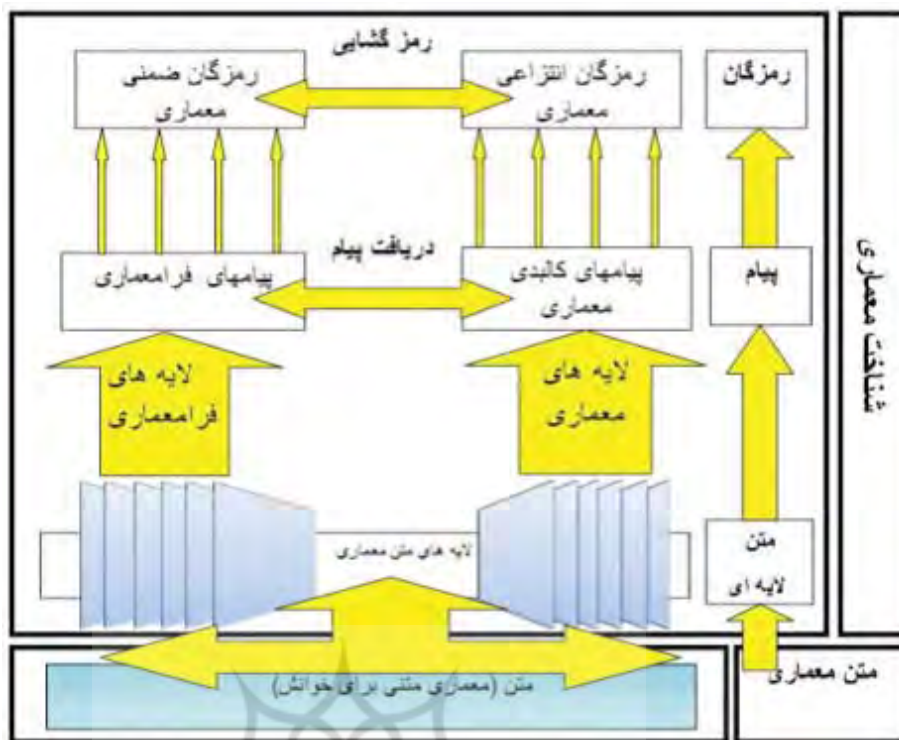 رمز گشایی
رمزگان
رمزگان انتزاعی
معماری
رمزگان ضمنی
معماری
دریافت پیام
پیام
پیامهای کالبدی
معماری
پیامهای فرامعماری
شناخت معماری
لایه های
معماری
لایه های
فرامعماری
متن
لایه ای
لایه های متن معماری
متن معماری
متن (معماری متنی برای خوانش)